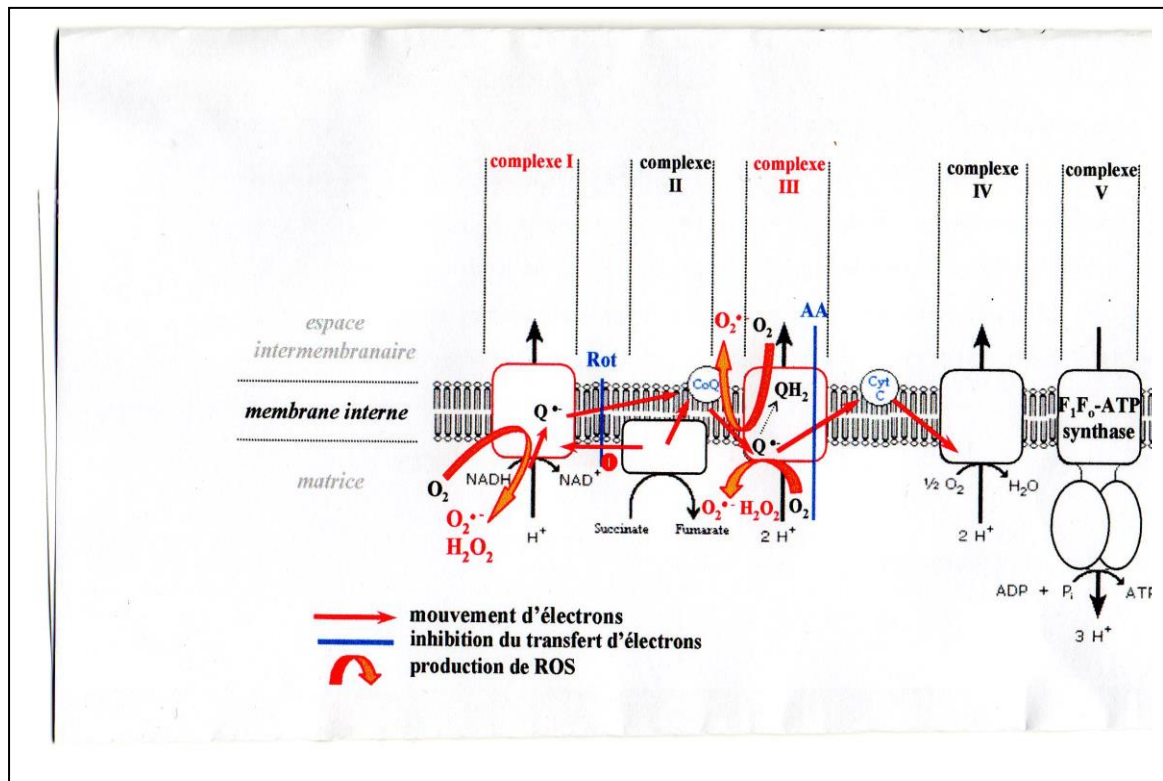 complexe I
complexe
II
complexe
III
complexe
IV
complexe
V
espace
intermembranaire
membrane interne
matrice
Rot
AA
O₂•-
O₂
CoQ
QH₂
Cyt
C
Q•-
Q•-
F₁F₀-ATP
synthase
NADH
NAD⁺
1
O₂
O₂•-
H₂O₂
H⁺
Succinate
Fumarate
O₂•- H₂O₂
O₂
2 H⁺
½ O₂
H₂O
2 H⁺
ADP + Pᵢ
ATP
3 H⁺
mouvement d'électrons
inhibition du transfert d'électrons
production de ROS